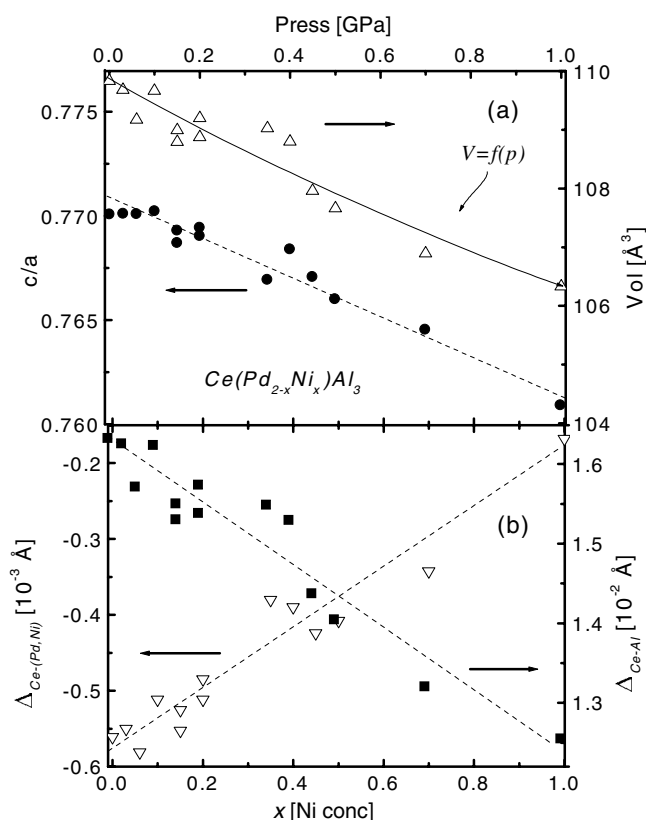 Press [GPa]
0.0 0.2 0.4 0.6 0.8 1.0
0.775
0.770
0.765
0.760
c/a
110
108
106
104
Vol [Å³]
(a)
V=f(p)
Ce(Pd₂₋ₓNiₓ)Al₃
-0.2
-0.3
-0.4
-0.5
-0.6
Δ_Ce-(Pd,Ni) [10⁻³ Å]
1.6
1.5
1.4
1.3
Δ_Ce-Al [10⁻² Å]
(b)
0.0 0.2 0.4 0.6 0.8 1.0
x [Ni conc]